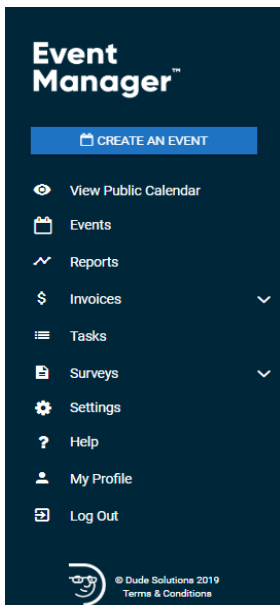 Event
Manager™
CREATE AN EVENT
View Public Calendar
Events
Reports
Invoices
Tasks
Surveys
Settings
Help
My Profile
Log Out
© Dude Solutions 2019
Terms & Conditions